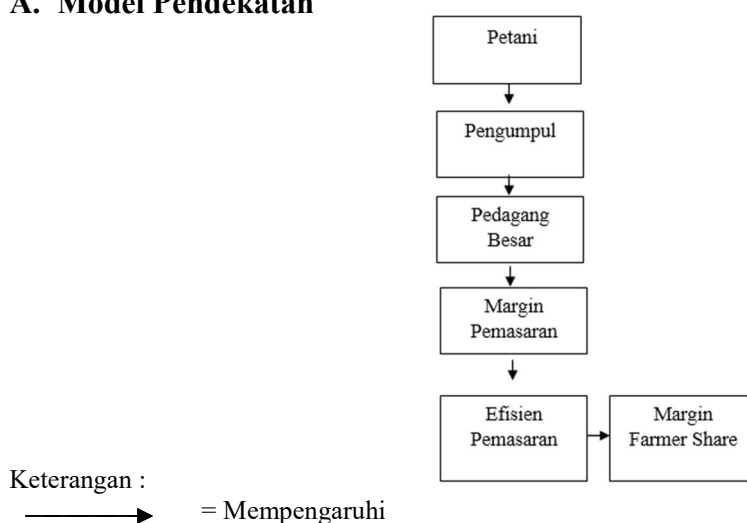 A. Model Pendekatan
Petani
Pengumpul
Pedagang
Besar
Margin
Pemasaran
Efisien
Pemasaran
Margin
Farmer Share
Keterangan :
= Mempengaruhi